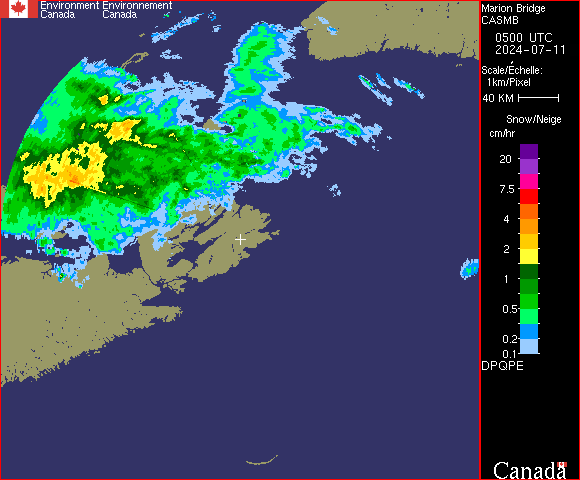 Environment Environnement
Canada Canada
Marion Bridge
CASMB
0500 UTC
2024-07-11
Scale/Echelle:
1km/Pixel
40 KM
Snow/Neige
cm/hr
20
7.5
4
2
1
0.5
0.2
0.1
DPQPE
Canada